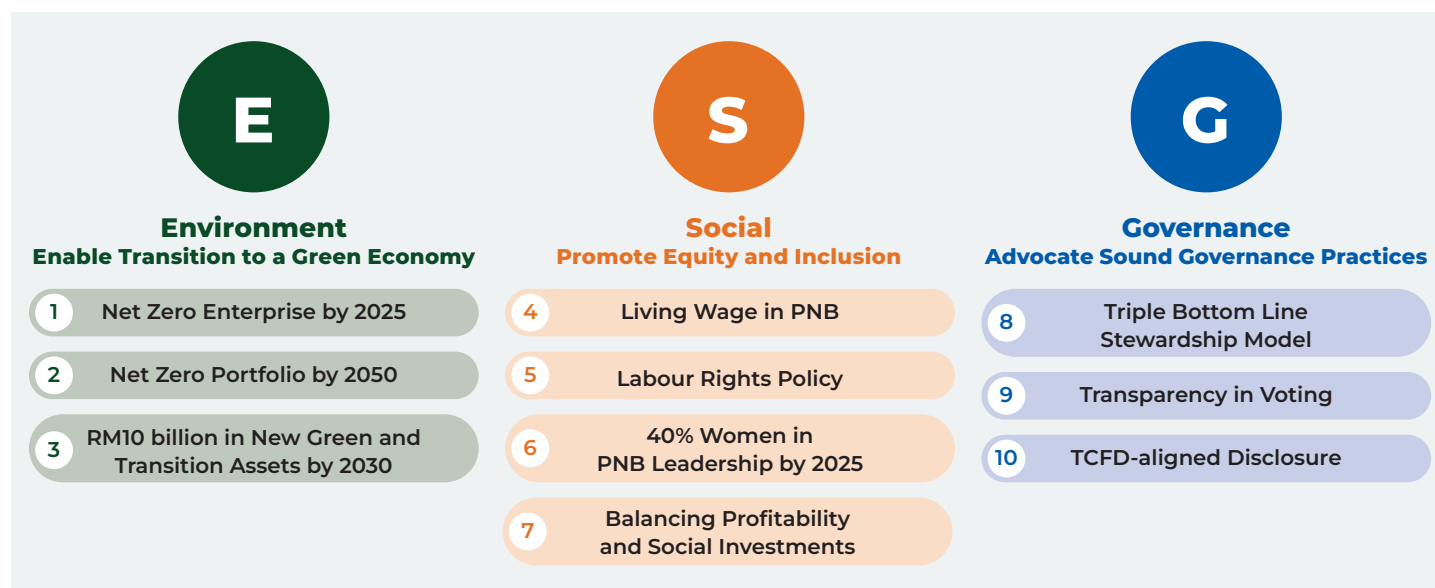 E
Environment
Enable Transition to a Green Economy
1 Net Zero Enterprise by 2025
2 Net Zero Portfolio by 2050
3 RM10 billion in New Green and
Transition Assets by 2030
S
Social
Promote Equity and Inclusion
4 Living Wage in PNB
5 Labour Rights Policy
6 40% Women in
PNB Leadership by 2025
7 Balancing Profitability
and Social Investments
G
Governance
Advocate Sound Governance Practices
8 Triple Bottom Line
Stewardship Model
9 Transparency in Voting
10 TCFD-aligned Disclosure